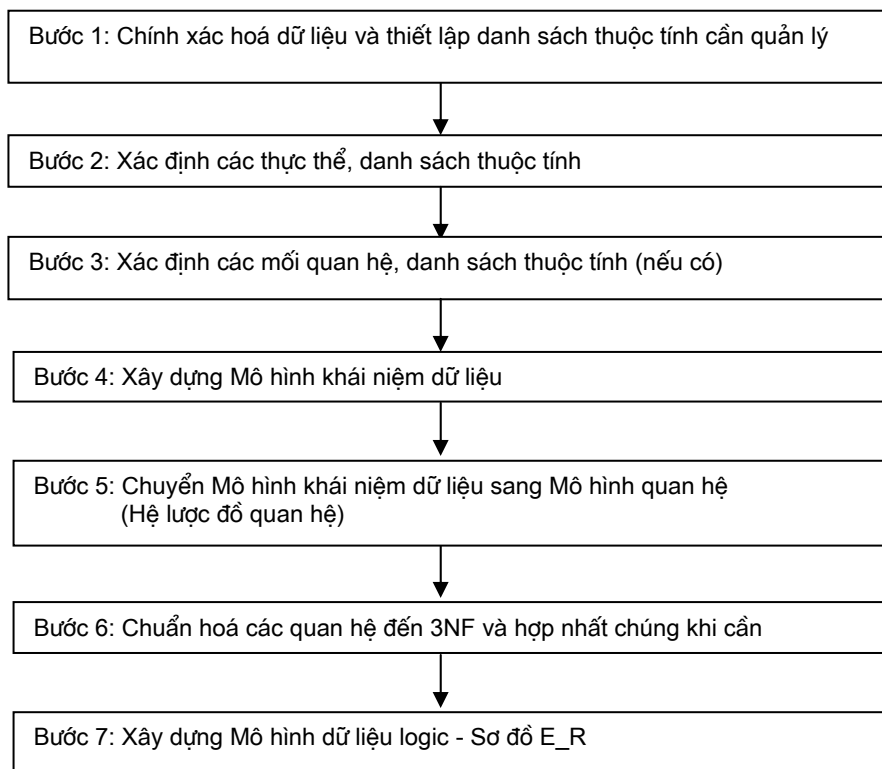 Bước 1: Chính xác hoá dữ liệu và thiết lập danh sách thuộc tính cần quản lý
Bước 2: Xác định các thực thể, danh sách thuộc tính
Bước 3: Xác định các mối quan hệ, danh sách thuộc tính (nếu có)
Bước 4: Xây dựng Mô hình khái niệm dữ liệu
Bước 5: Chuyển Mô hình khái niệm dữ liệu sang Mô hình quan hệ
(Hệ lược đồ quan hệ)
Bước 6: Chuẩn hoá các quan hệ đến 3NF và hợp nhất chúng khi cần
Bước 7: Xây dựng Mô hình dữ liệu logic - Sơ đồ E_R